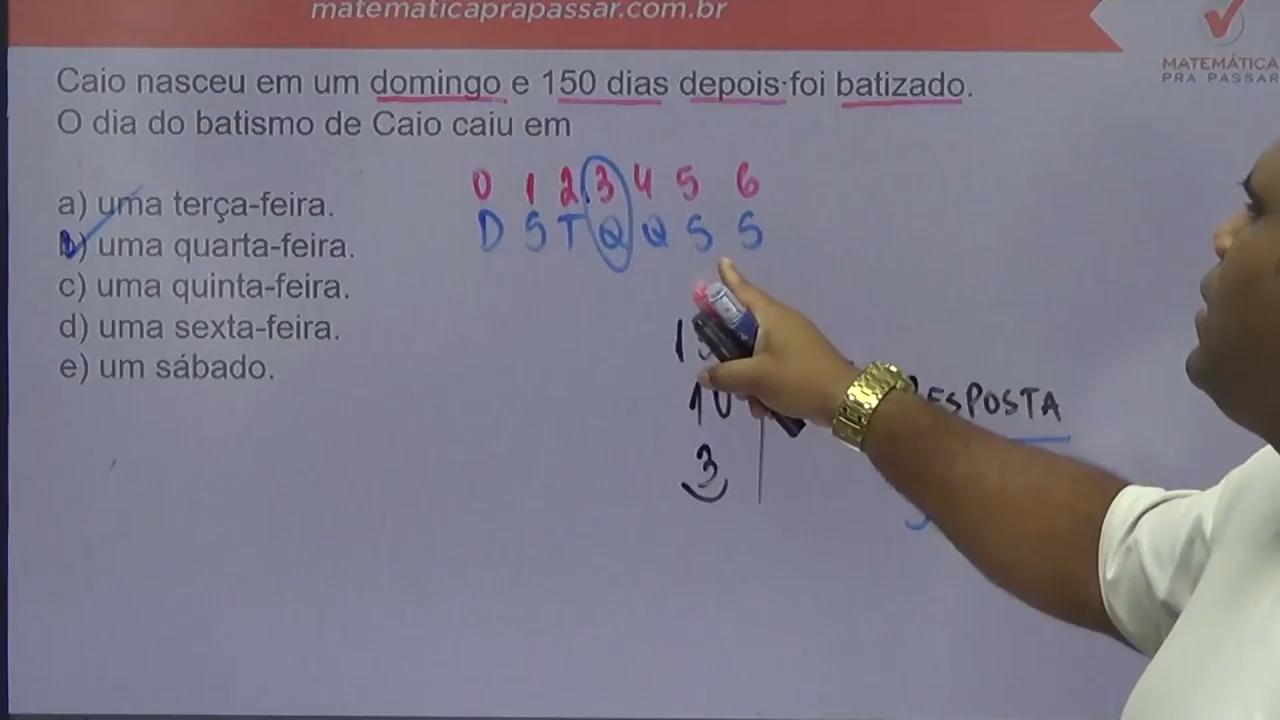 matematicaprapassar.com.br
MATEMÁTICA
PRA PASSAR
Caio nasceu em um domingo e 150 dias depois foi batizado.
O dia do batismo de Caio caiu em
a) uma terça-feira.
b) uma quarta-feira.
c) uma quinta-feira.
d) uma sexta-feira.
e) um sábado.
0 1 2 3 4 5 6
D S T Q Q S S
1
10
3
RESPOSTA